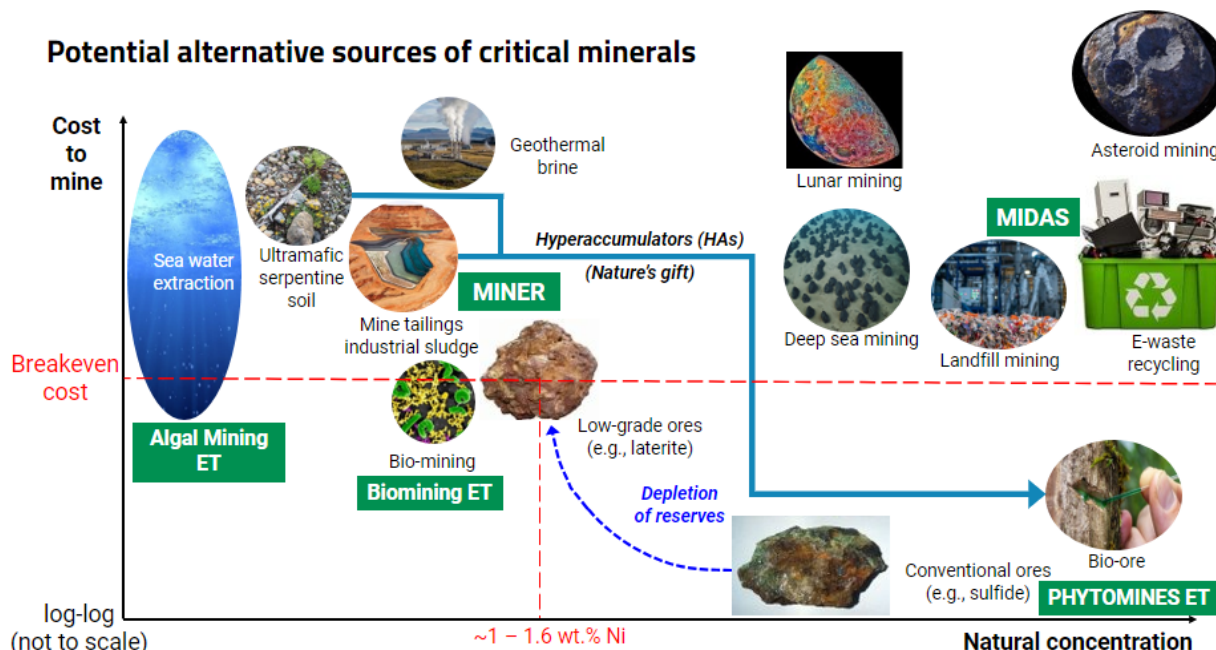 Potential alternative sources of critical minerals
Cost
to
mine
Sea water
extraction
Ultramafic
serpentine
soil
Geothermal
brine
Mine tailings
industrial sludge
MINER
Hyperaccumulators (HAs)
(Nature's gift)
Lunar mining
Asteroid mining
MIDAS
Deep sea mining
Landfill mining
E-waste
recycling
Breakeven
cost
Algal Mining
ET
Bio-mining
Biomining ET
Low-grade ores
(e.g., laterite)
Depletion
of reserves
Conventional ores
(e.g., sulfide)
Bio-ore
PHYTOMINES ET
log-log
(not to scale)
~1 – 1.6 wt.% Ni
Natural concentration